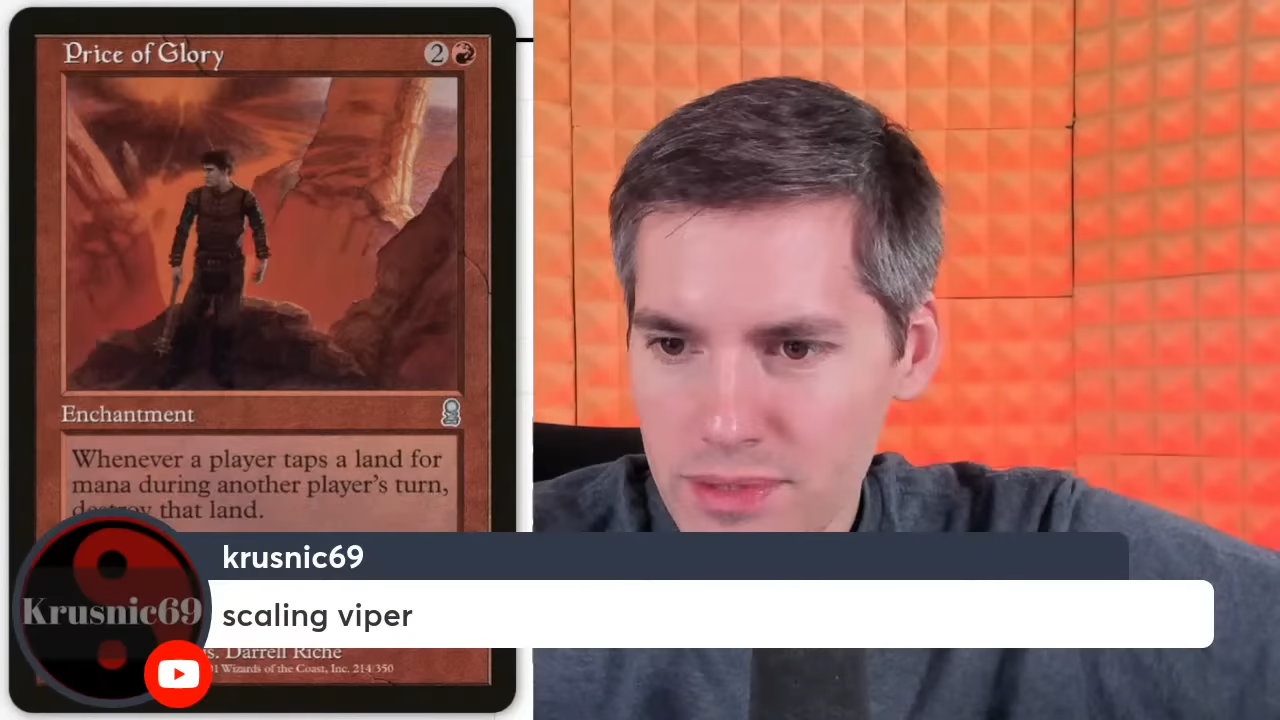 Price of Glory
2
Enchantment
Whenever a player taps a land for
mana during another player's turn,
destroy that land.
krusnic69
Krusnic69
scaling viper
s. Darrell Riche
Wizards of the Coast, Inc. 214/350